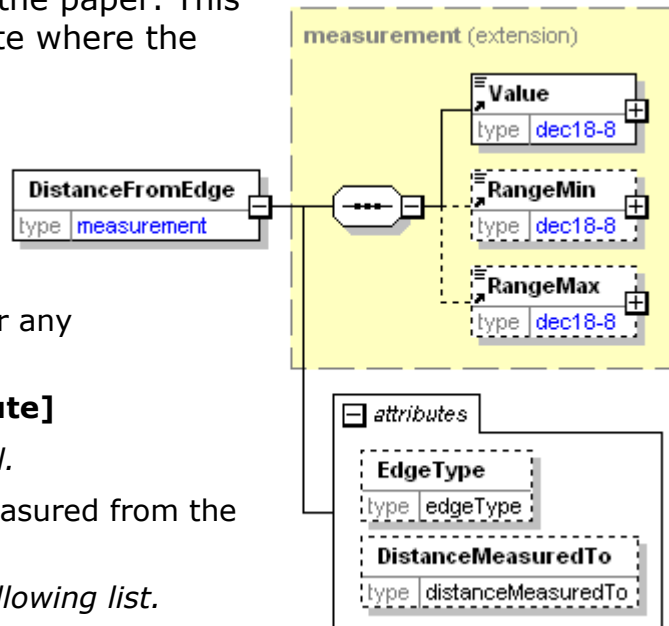 the paper. This
te where the
r any
ute]
l.
asured from the
llowing list.
measurement (extension)
DistanceFromEdge
type measurement
Value
type dec18-8
RangeMin
type dec18-8
RangeMax
type dec18-8
attributes
EdgeType
type edgeType
DistanceMeasuredTo
type distanceMeasuredTo